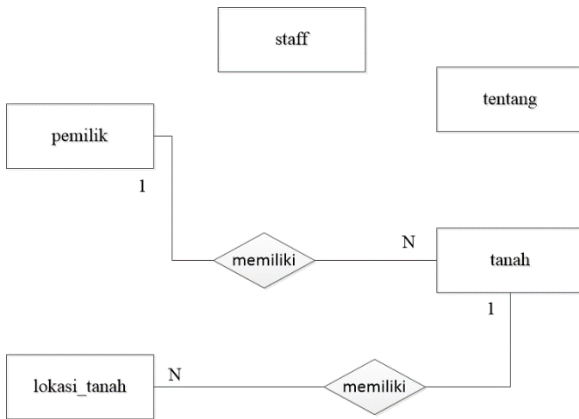 staff
tentang
pemilik
1
memiliki
N
tanah
1
lokasi_tanah
N
memiliki